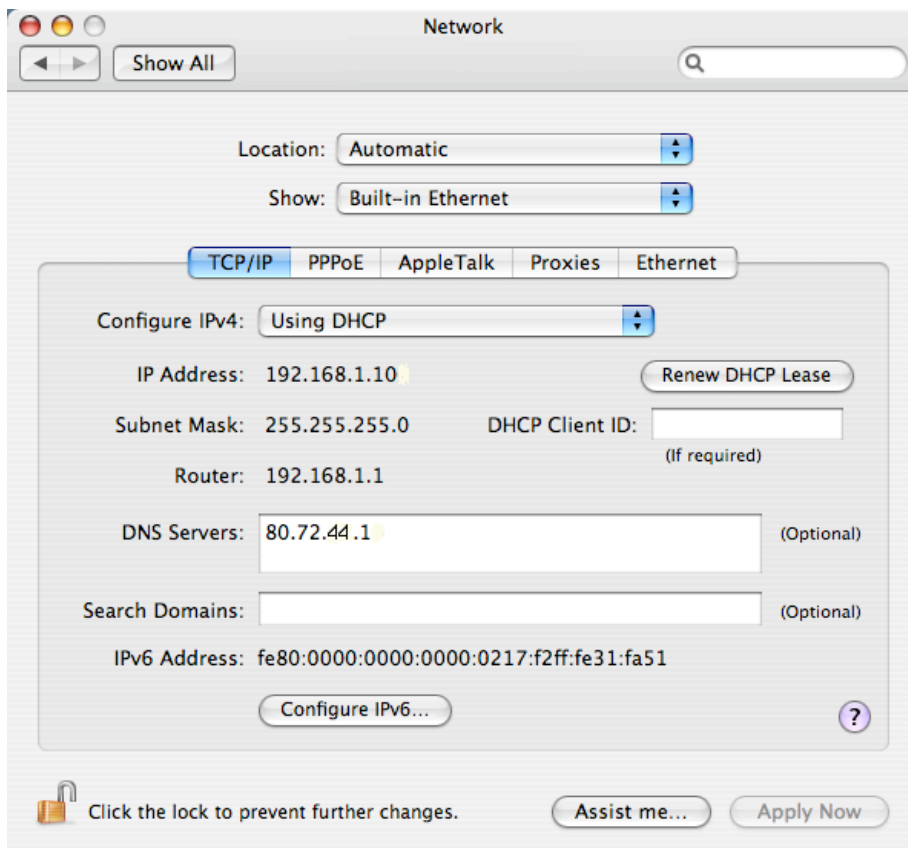 Network
Show All
Location: Automatic
Show: Built-in Ethernet
TCP/IP PPPoE AppleTalk Proxies Ethernet
Configure IPv4: Using DHCP
IP Address: 192.168.1.10 Renew DHCP Lease
Subnet Mask: 255.255.255.0 DHCP Client ID:
(If required)
Router: 192.168.1.1
DNS Servers: 80.72.44.1 (Optional)
Search Domains: (Optional)
IPv6 Address: fe80:0000:0000:0000:0217:f2ff:fe31:fa51
Configure IPv6...
?
Click the lock to prevent further changes. Assist me... Apply Now